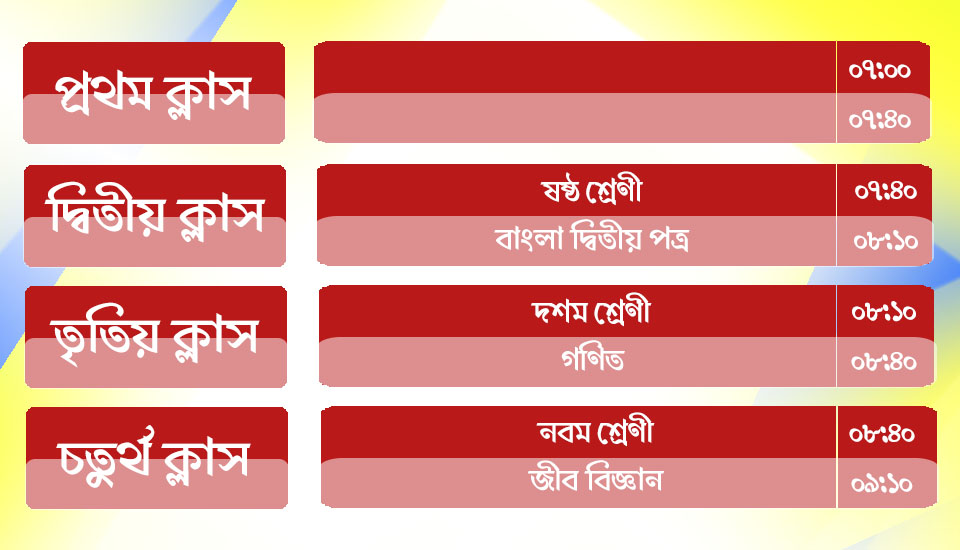 প্রথম ক্লাস
০৭:০০
০৭:৪০
দ্বিতীয় ক্লাস
ষষ্ঠ শ্রেণী
০৭:৪০
বাংলা দ্বিতীয় পত্র
০৮:১০
তৃতিয় ক্লাস
দশম শ্রেণী
০৮:১০
গণিত
০৮:৪০
চতুর্থ ক্লাস
নবম শ্রেণী
০৮:৪০
জীব বিজ্ঞান
০৯:১০